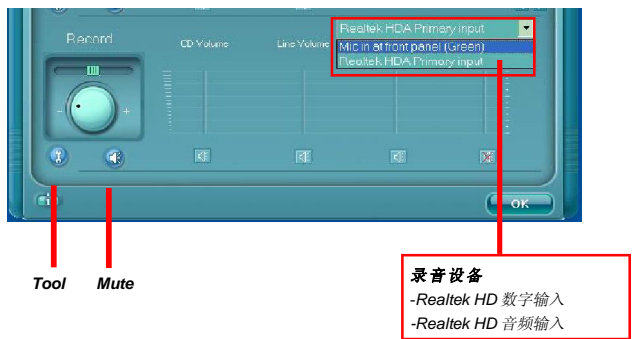 Realtek HDA Primary input
Record
CD Volume
Line Volume
Mic in at front panel (Green)
Realtek HDA Primary input
- +
OK
Tool
Mute
录音设备
-Realtek HD 数字输入
-Realtek HD 音频输入